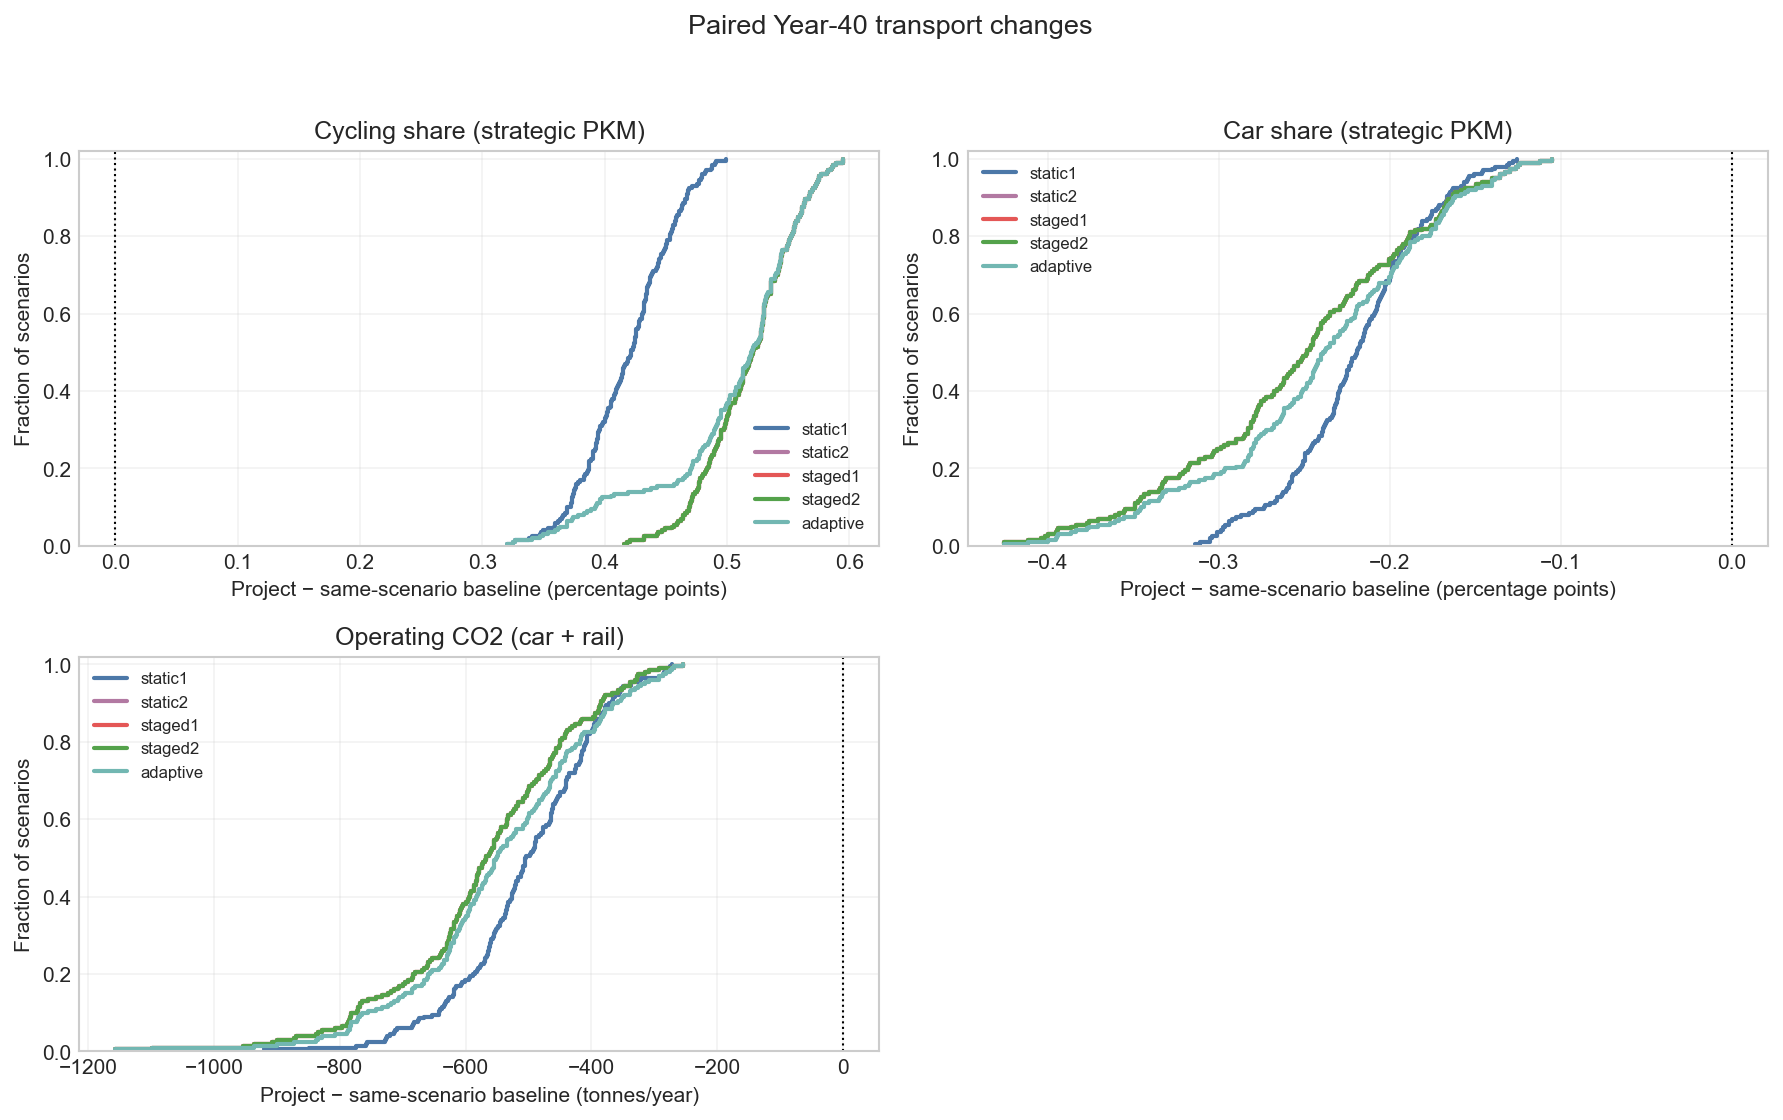 Paired Year-40 transport changes
Cycling share (strategic PKM)
Fraction of scenarios
1.0
0.8
0.6
0.4
0.2
0.0
static1
static2
staged1
staged2
adaptive
0.0 0.1 0.2 0.3 0.4 0.5 0.6
Project − same-scenario baseline (percentage points)
Car share (strategic PKM)
Fraction of scenarios
1.0
0.8
0.6
0.4
0.2
0.0
static1
static2
staged1
staged2
adaptive
−0.4 −0.3 −0.2 −0.1 0.0
Project − same-scenario baseline (percentage points)
Operating CO2 (car + rail)
Fraction of scenarios
1.0
0.8
0.6
0.4
0.2
0.0
static1
static2
staged1
staged2
adaptive
−1200 −1000 −800 −600 −400 −200 0
Project − same-scenario baseline (tonnes/year)